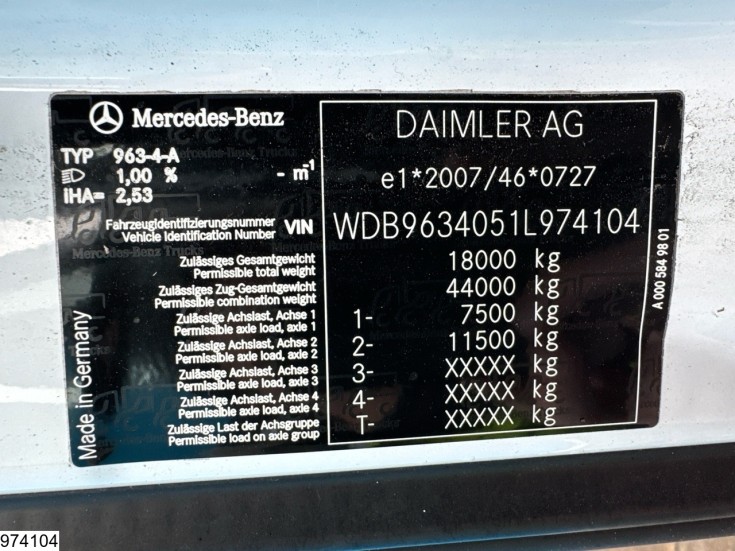 Mercedes-Benz
TYP 963-4-A
1,00 % - m⁻¹
IHA= 2,53
DAIMLER AG
e1*2007/46*0727
Fahrzeugidentifizierungsnummer
Vehicle Identification Number VIN WDB9634051L974104
Zulässiges Gesamtgewicht
Permissible total weight 18000 kg
Zulässiges Zug-Gesamtgewicht
Permissible combination weight 44000 kg
Zulässige Achslast, Achse 1
Permissible axle load, axle 1 1- 7500 kg
Zulässige Achslast, Achse 2
Permissible axle load, axle 2 2- 11500 kg
Zulässige Achslast, Achse 3
Permissible axle load, axle 3 3- XXXXX kg
Zulässige Achslast, Achse 4
Permissible axle load, axle 4 4- XXXXX kg
Zulässige Last der Achsgruppe
Permissible load on axle group T- XXXXX kg
Made in Germany
A 000 584 98 01
974104